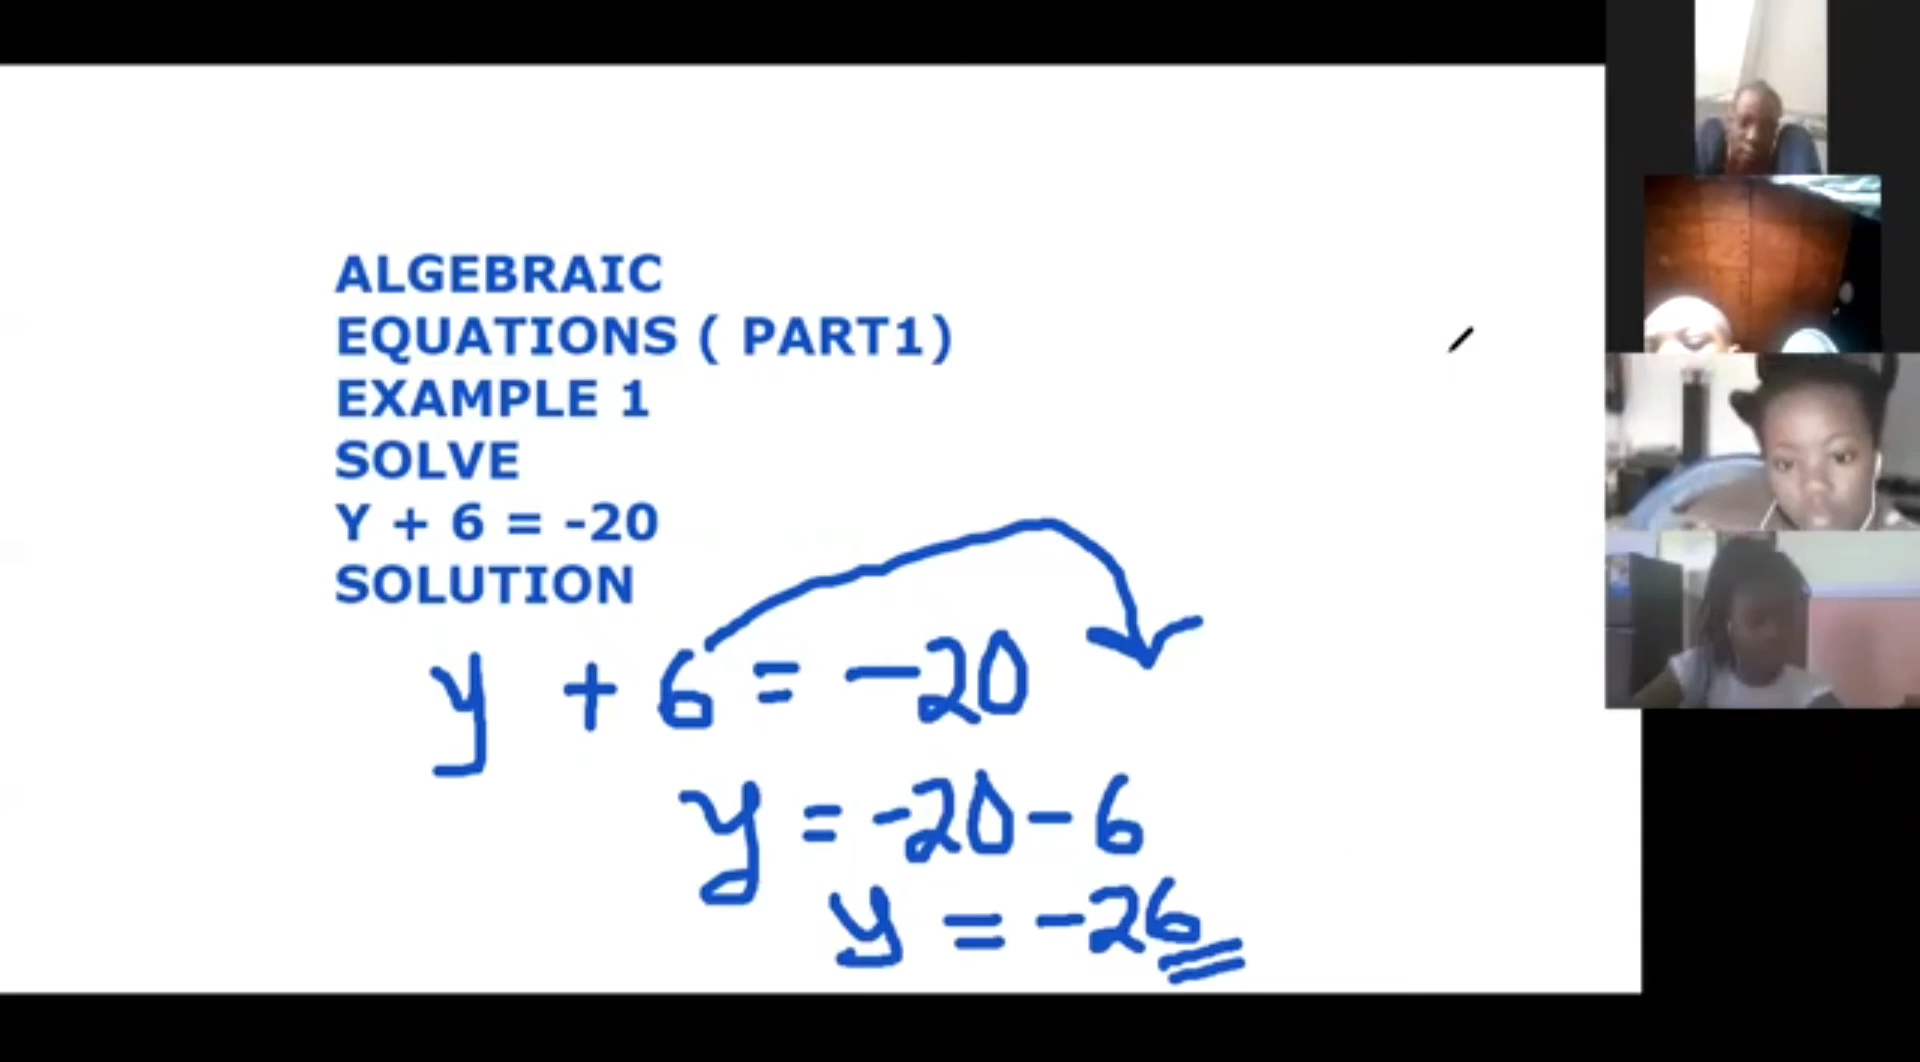 ALGEBRAIC
EQUATIONS ( PART1)
EXAMPLE 1
SOLVE
Y + 6 = -20
SOLUTION
y + 6 = -20
y = -20 - 6
y = -26